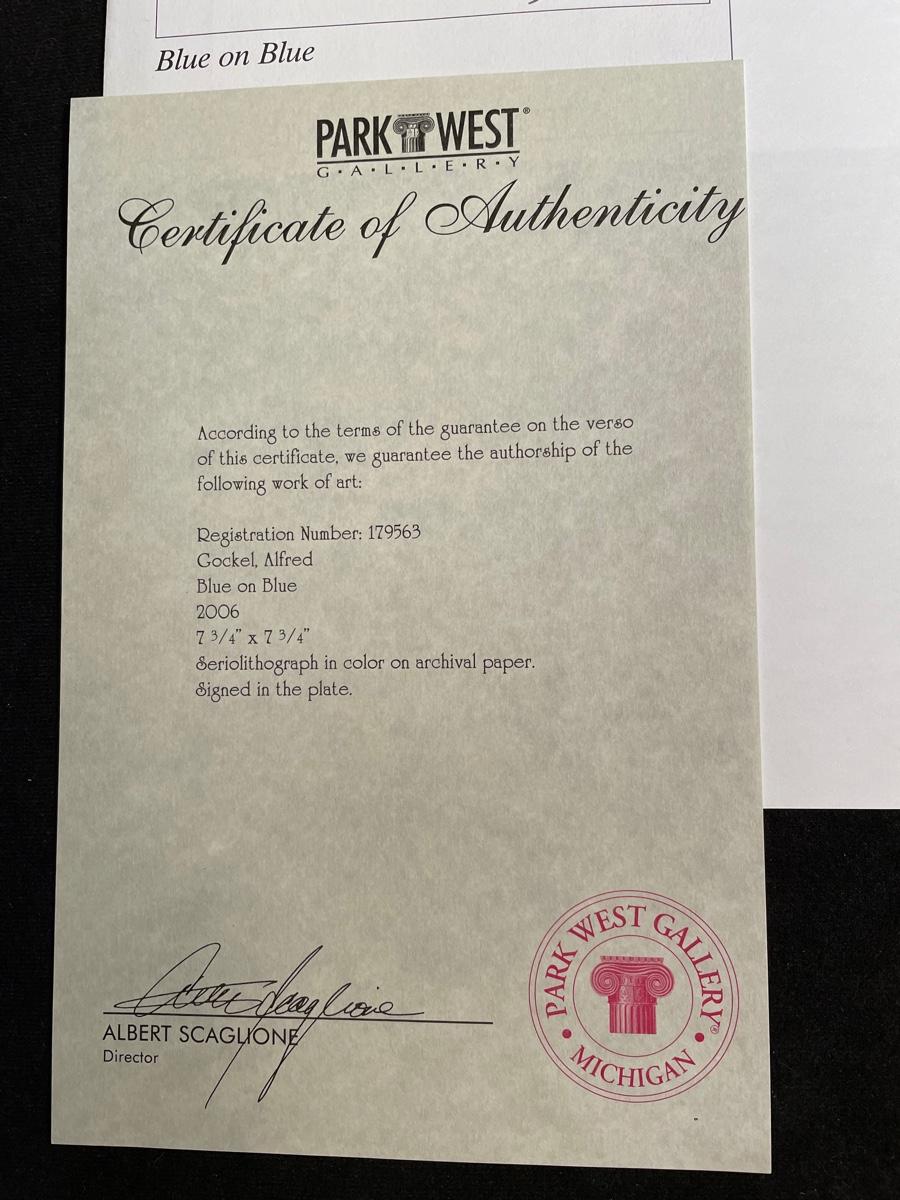 Blue on Blue
PARK WEST®
G·A·L·L·E·R·Y
Certificate of Authenticity
According to the terms of the guarantee on the verso
of this certificate, we guarantee the authorship of the
following work of art:
Registration Number: 179563
Gockel, Alfred
Blue on Blue
2006
7 3/4" x 7 3/4"
Seriolithograph in color on archival paper.
Signed in the plate.
ALBERT SCAGLIONE
Director
PARK WEST GALLERY®
• MICHIGAN •